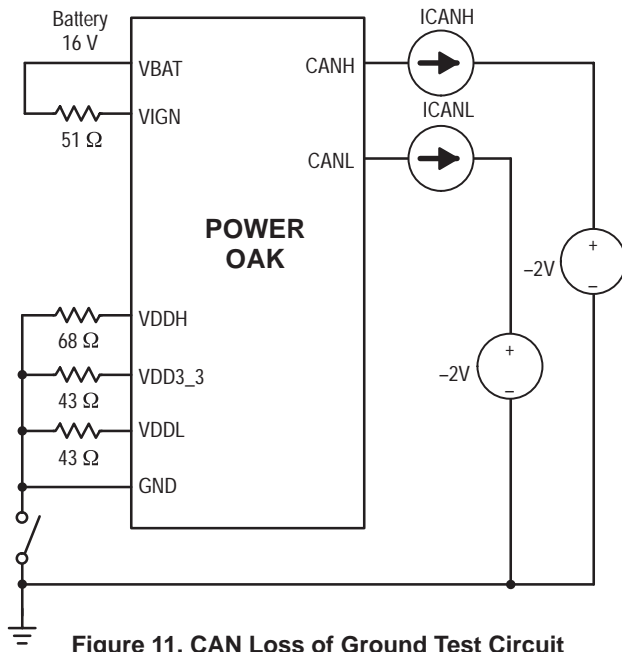 Battery
16 V
ICANH
VBAT
CANH
VIGN
51 Ω
ICANL
CANL
POWER
OAK
–2V
+
–
VDDH
68 Ω
VDD3_3
43 Ω
–2V
+
–
VDDL
43 Ω
GND
Figure 11. CAN Loss of Ground Test Circuit